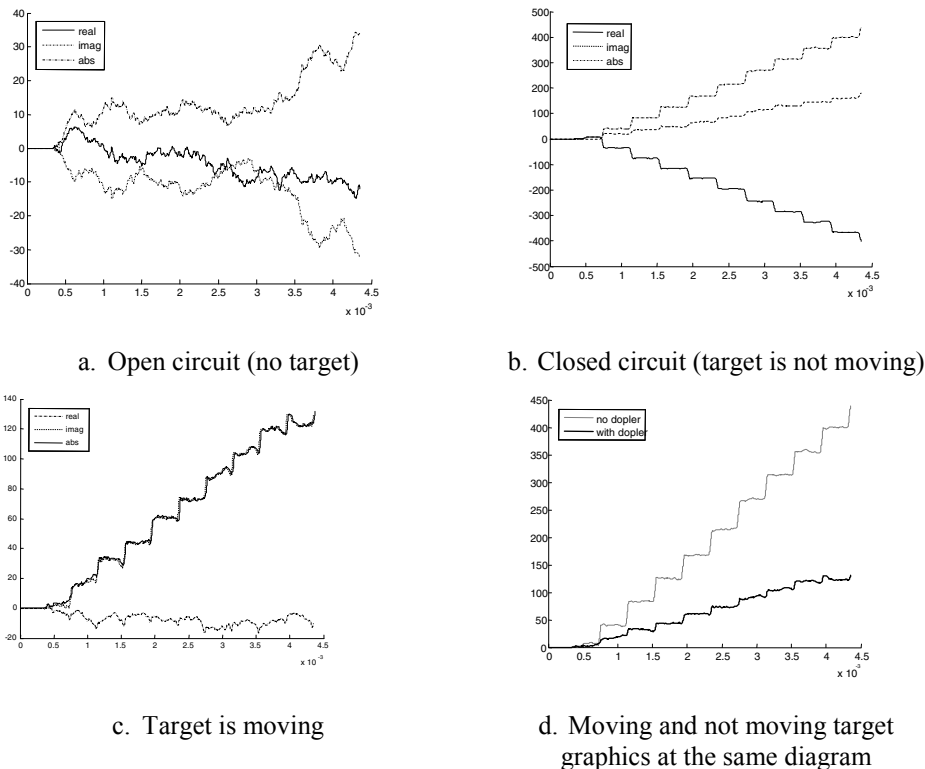 40
30
20
10
0
-10
-20
-30
-40
real
imag
abs
0 0.5 1 1.5 2 2.5 3 3.5 4 4.5
x 10⁻³
a. Open circuit (no target)
500
400
300
200
100
0
-100
-200
-300
-400
-500
real
imag
abs
0 0.5 1 1.5 2 2.5 3 3.5 4 4.5
x 10⁻³
b. Closed circuit (target is not moving)
140
120
100
80
60
40
20
0
-20
real
imag
abs
0 0.5 1 1.5 2 2.5 3 3.5 4 4.5
x 10⁻³
c. Target is moving
450
400
350
300
250
200
150
100
50
0
no dopler
with dopler
0 0.5 1 1.5 2 2.5 3 3.5 4 4.5
x 10⁻³
d. Moving and not moving target
graphics at the same diagram